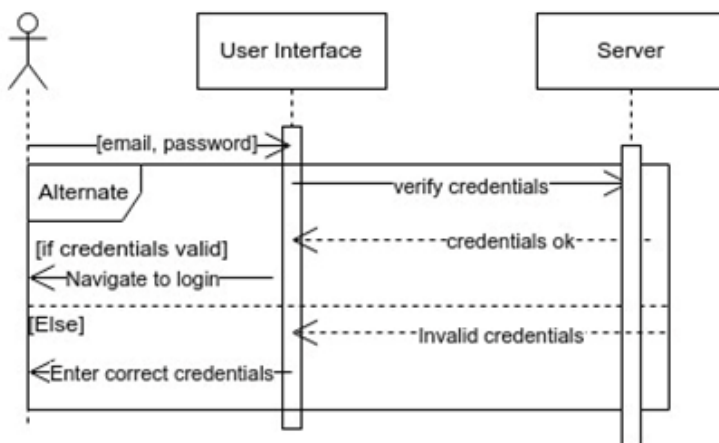 User Interface
Server
[email, password]
Alternate
verify credentials
[if credentials valid]
credentials ok
Navigate to login
[Else]
Invalid credentials
Enter correct credentials